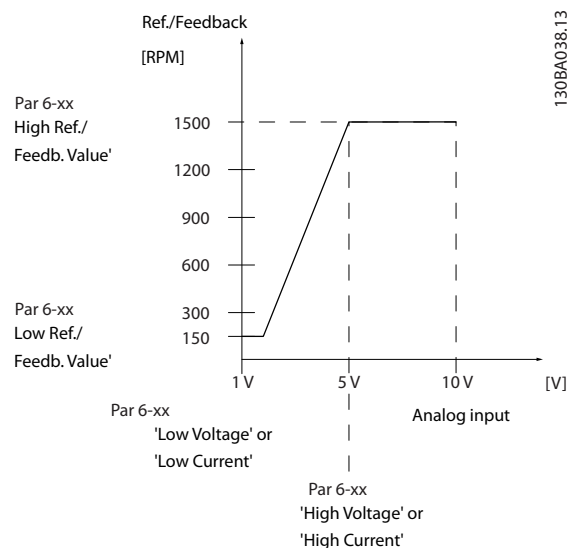 Ref./Feedback
[RPM]
130BA038.13
Par 6-xx
High Ref./
Feedb. Value'
1500
1200
900
600
300
150
Par 6-xx
Low Ref./
Feedb. Value'
1 V
5 V
10 V
[V]
Analog input
Par 6-xx
'Low Voltage' or
'Low Current'
Par 6-xx
'High Voltage' or
'High Current'